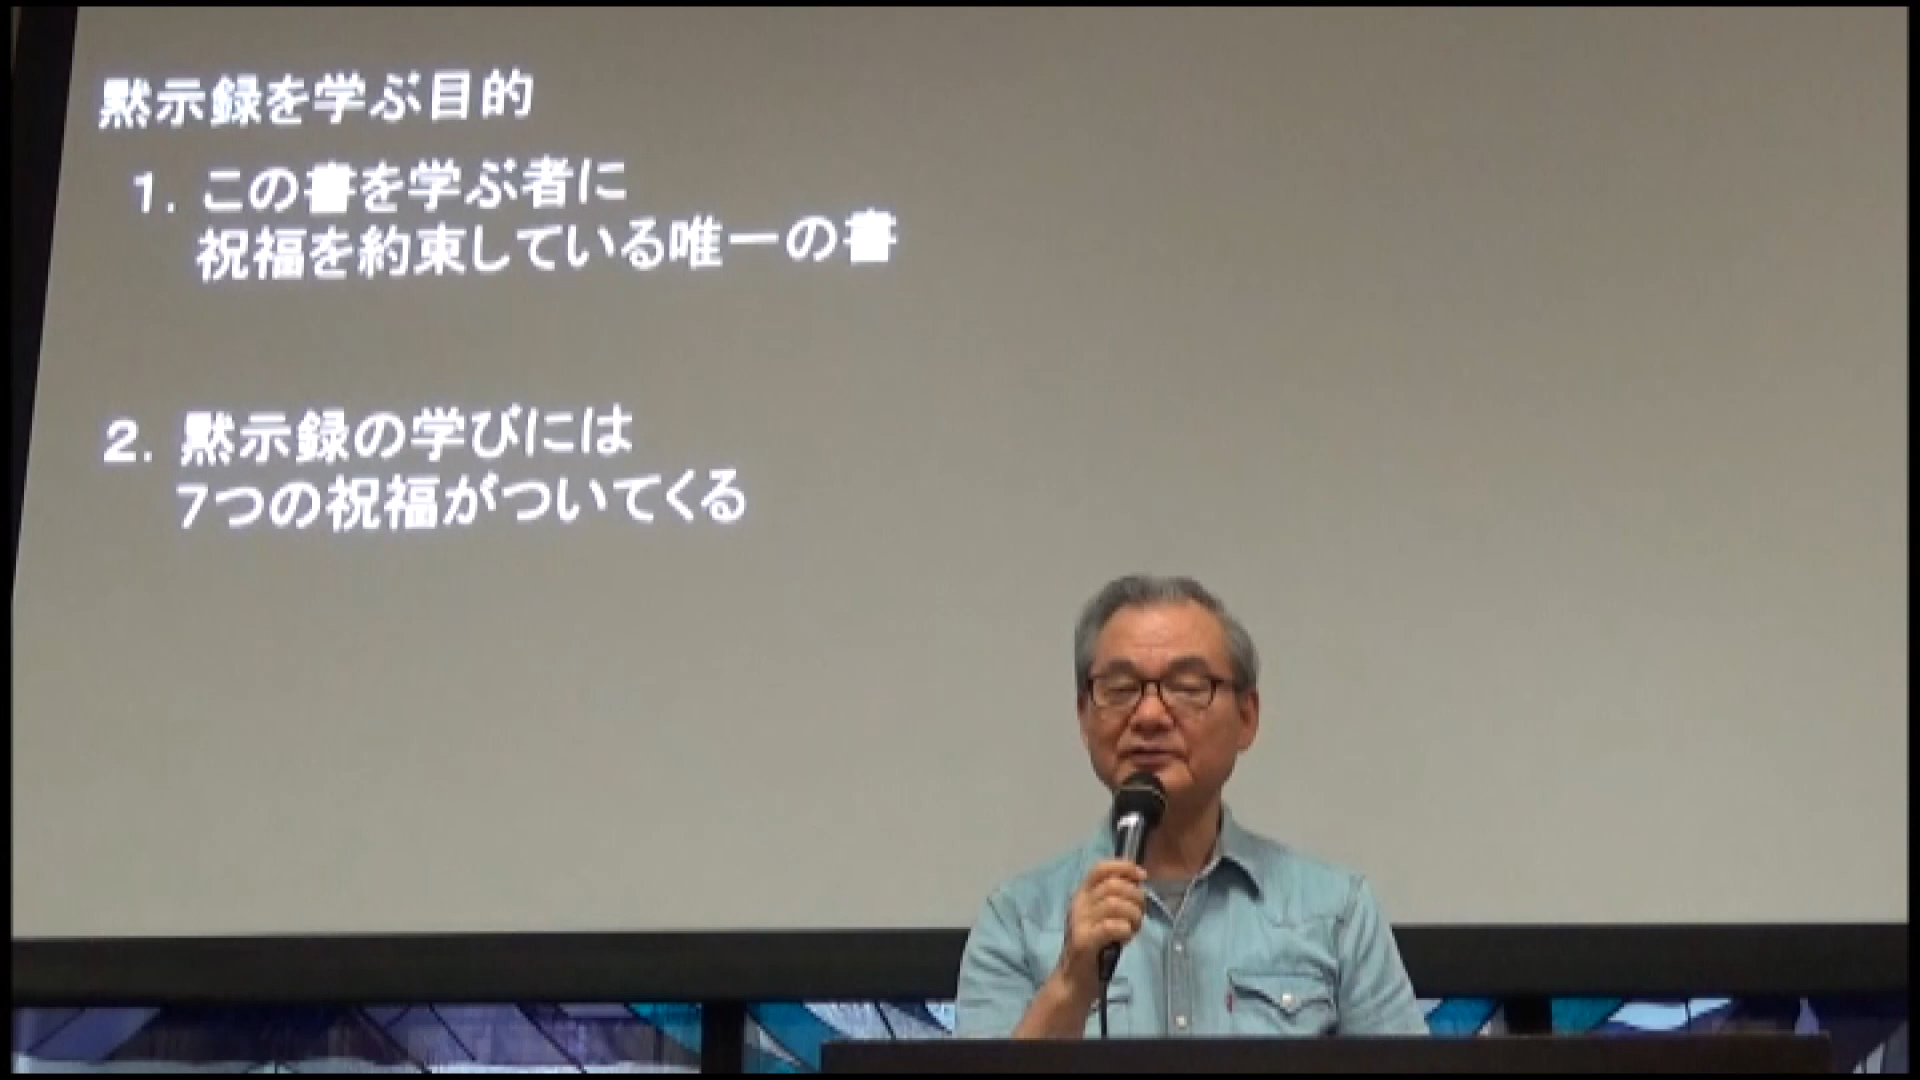 黙示録を学ぶ目的
1. この書を学ぶ者に
祝福を約束している唯一の書
2. 黙示録の学びには
7つの祝福がついてくる